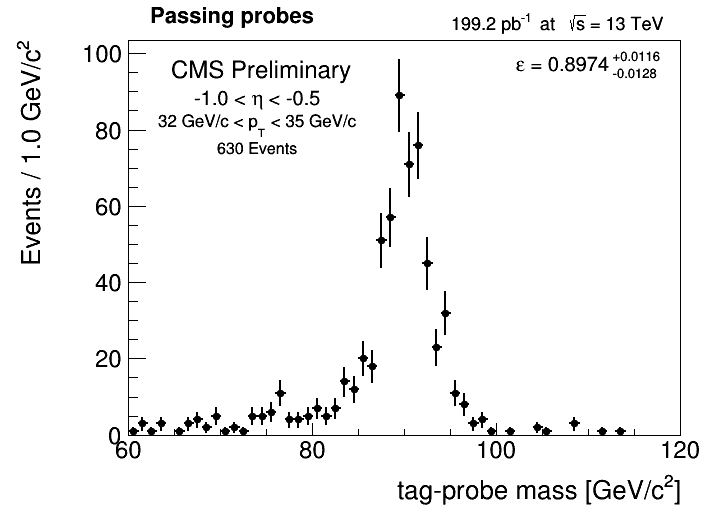 Passing probes
199.2 pb⁻¹ at √s = 13 TeV
CMS Preliminary
-1.0 < η < -0.5
32 GeV/c < p_T < 35 GeV/c
630 Events
ε = 0.8974 +0.0116 -0.0128
Events / 1.0 GeV/c²
100
80
60
40
20
0
60 80 100 120
tag-probe mass [GeV/c²]